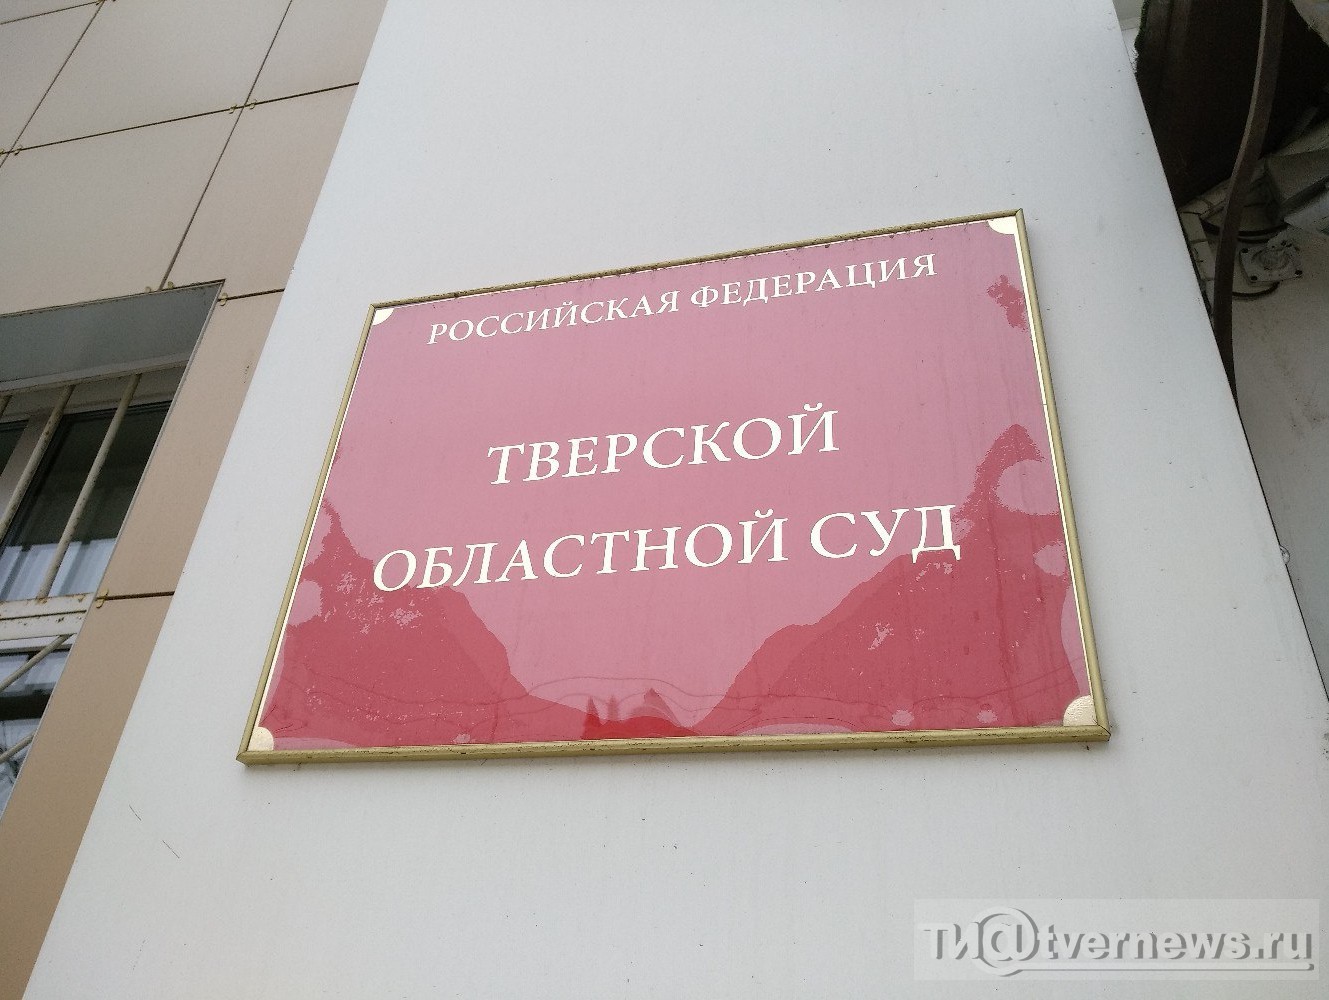 РОССИЙСКАЯ ФЕДЕРАЦИЯ
ТВЕРСКОЙ
ОБЛАСТНОЙ СУД
ТИ@tvernews.ru